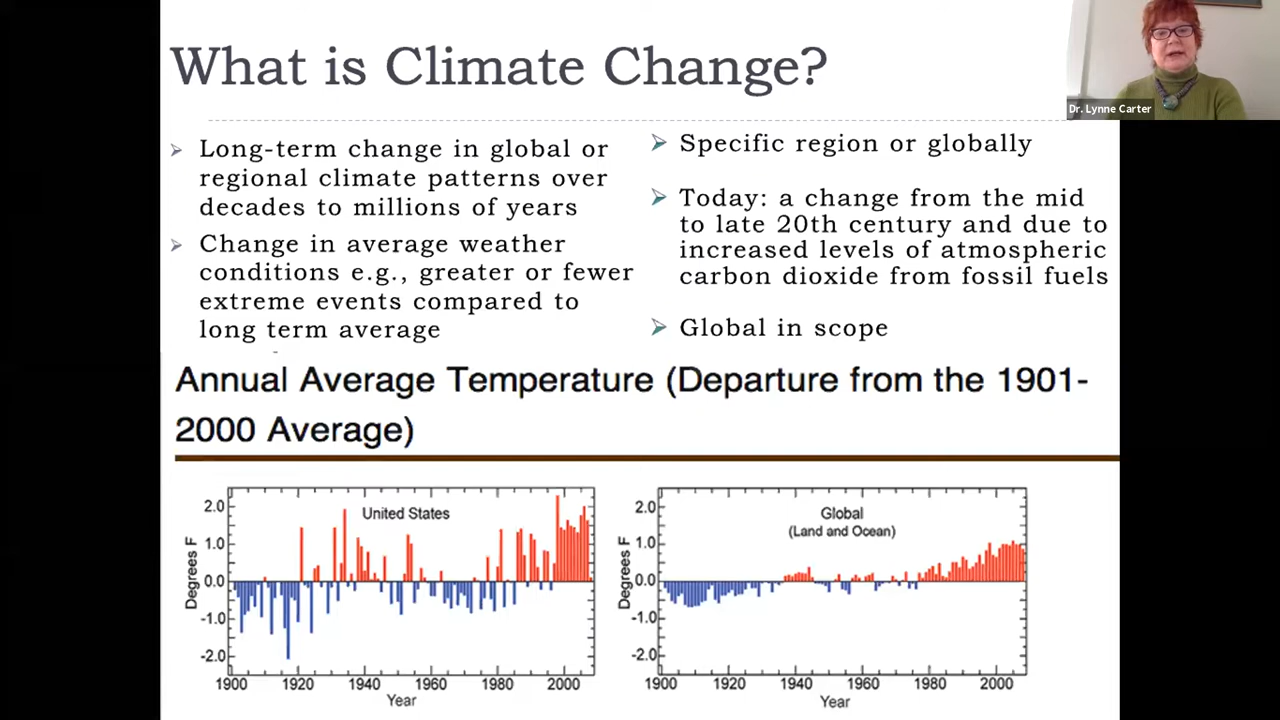 What is Climate Change?
Dr. Lynne Carter
Long-term change in global or
regional climate patterns over
decades to millions of years
Change in average weather
conditions e.g., greater or fewer
extreme events compared to
long term average
Specific region or globally
Today: a change from the mid
to late 20th century and due to
increased levels of atmospheric
carbon dioxide from fossil fuels
Global in scope
Annual Average Temperature (Departure from the 1901-
2000 Average)
United States
Degrees F
2.0
1.0
0.0
-1.0
-2.0
1900 1920 1940 1960 1980 2000
Year
Global
(Land and Ocean)
Degrees F
2.0
1.0
0.0
-1.0
-2.0
1900 1920 1940 1960 1980 2000
Year